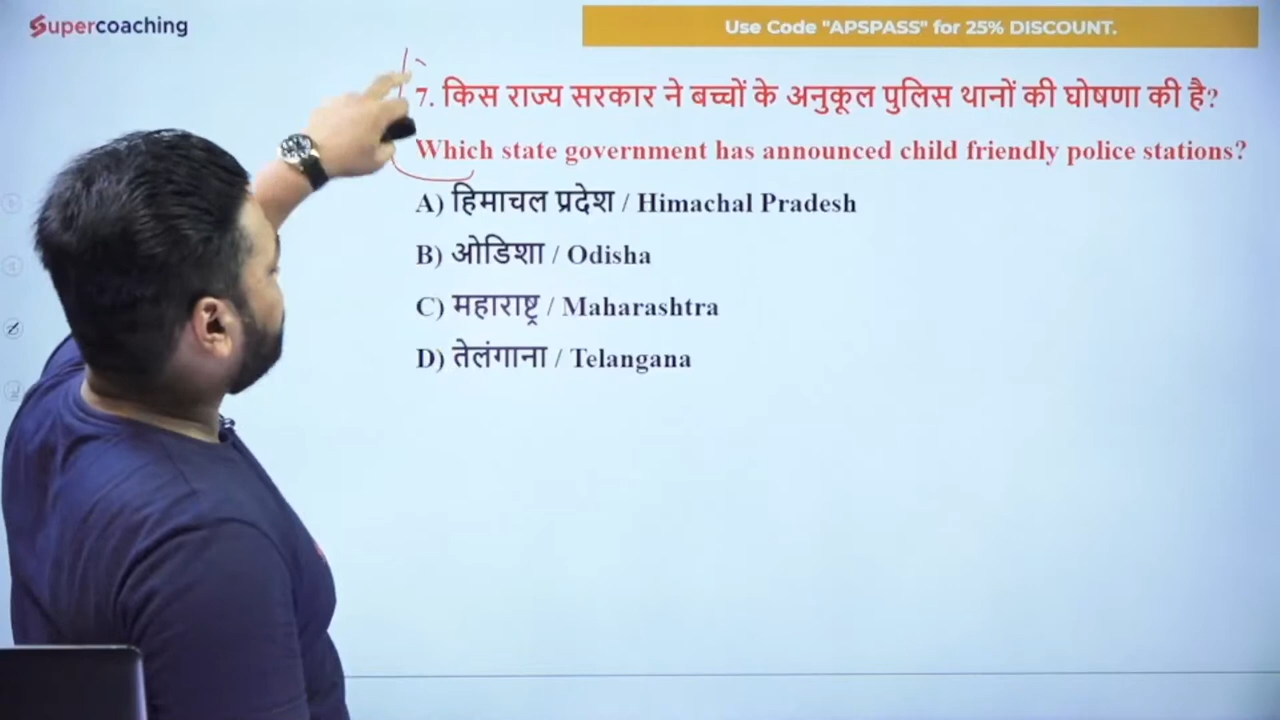 Supercoaching
Use Code "APSPASS" for 25% DISCOUNT.
7. किस राज्य सरकार ने बच्चों के अनुकूल पुलिस थानों की घोषणा की है?
Which state government has announced child friendly police stations?
A) हिमाचल प्रदेश / Himachal Pradesh
B) ओडिशा / Odisha
C) महाराष्ट्र / Maharashtra
D) तेलंगाना / Telangana